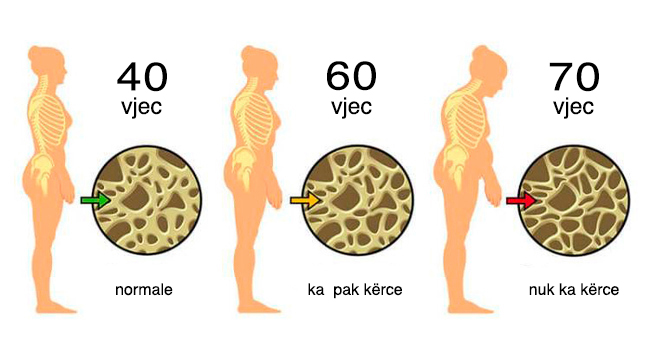 40
vjec
normale
60
vjec
ka pak kërce
70
vjec
nuk ka kërce